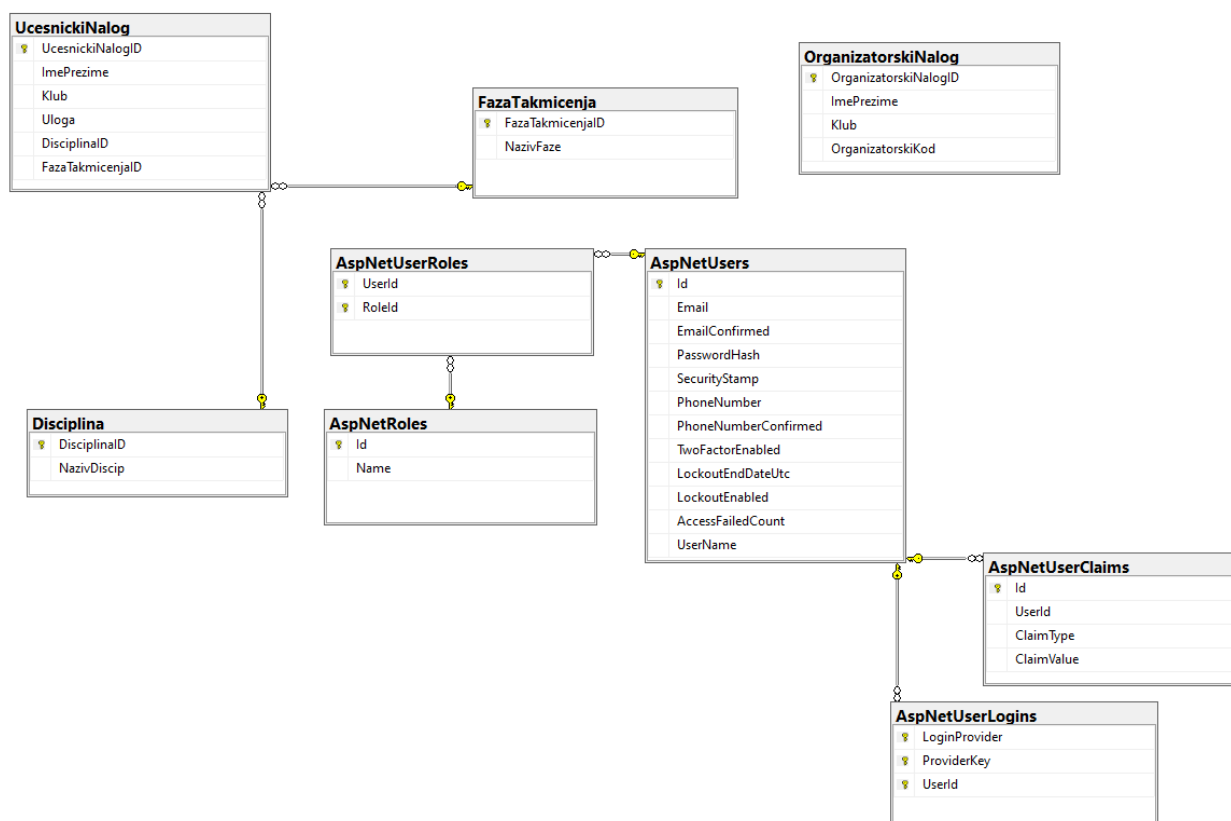 UcesnickiNalog
UcesnickiNalogID
ImePrezime
Klub
Uloga
DisciplinaID
FazaTakmicenjaID
FazaTakmicenja
FazaTakmicenjaID
NazivFaze
OrganizatorskiNalog
OrganizatorskiNalogID
ImePrezime
Klub
OrganizatorskiKod
AspNetUserRoles
UserId
RoleId
AspNetUsers
Id
Email
EmailConfirmed
PasswordHash
SecurityStamp
PhoneNumber
PhoneNumberConfirmed
TwoFactorEnabled
LockoutEndDateUtc
LockoutEnabled
AccessFailedCount
UserName
Disciplina
DisciplinaID
NazivDiscip
AspNetRoles
Id
Name
AspNetUserClaims
Id
UserId
ClaimType
ClaimValue
AspNetUserLogins
LoginProvider
ProviderKey
UserId